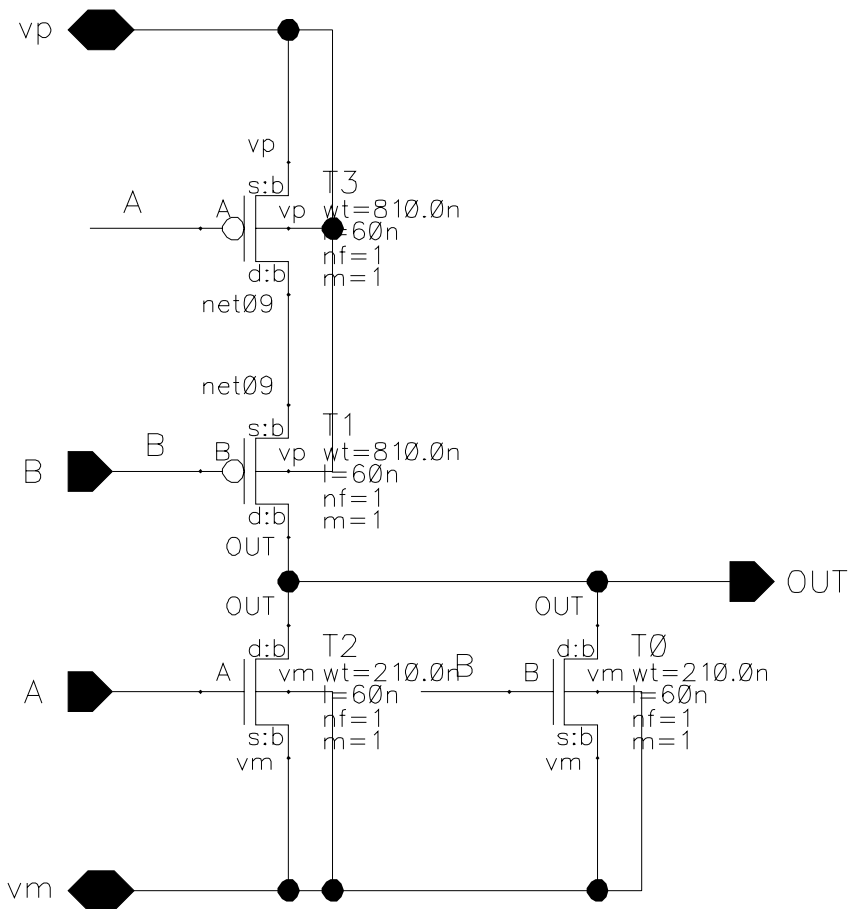 vp
vp
s:b
T3
A
A
vp
wt=810.0n
l=60n
nf=1
d:b
m=1
net09
net09
s:b
T1
B
B
B
vp
wt=810.0n
l=60n
nf=1
d:b
m=1
OUT
OUT
OUT
OUT
d:b
T2
d:b
T0
A
A
vm
wt=210.0n
B
B
vm
wt=210.0n
l=60n
l=60n
nf=1
nf=1
s:b
m=1
s:b
m=1
vm
vm
vm